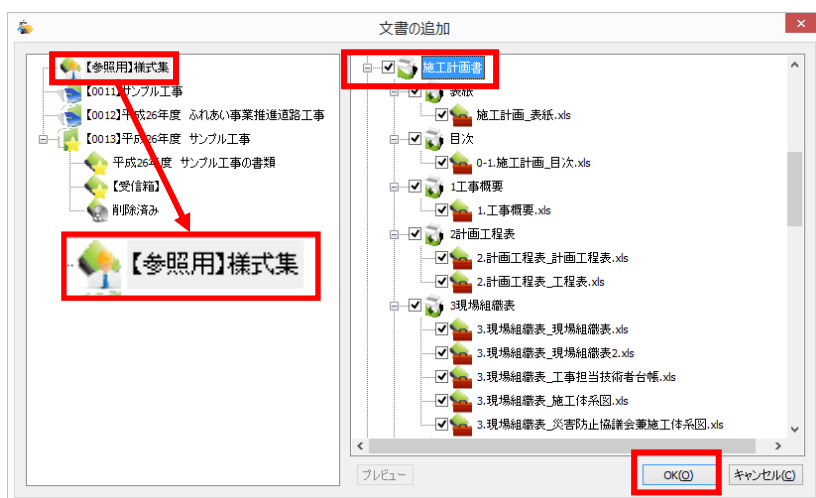 文書の追加
【参照用】様式集
【0011】サンプル工事
【0012】平成26年度 ふれあい事業推進道路工事
【0013】平成26年度 サンプル工事
平成26年度 サンプル工事の書類
【受信箱】
削除済み
【参照用】様式集
施工計画書
表紙
施工計画_表紙.xls
目次
0-1.施工計画_目次.xls
1工事概要
1.工事概要.xls
2計画工程表
2.計画工程表_計画工程表.xls
2.計画工程表_工程表.xls
3現場組織表
3.現場組織表_現場組織表.xls
3.現場組織表_現場組織表2.xls
3.現場組織表_工事担当技術者台帳.xls
3.現場組織表_施工体系図.xls
3.現場組織表_災害防止協議会兼施工体系図.xls
プレビュー
OK(O)
キャンセル(C)